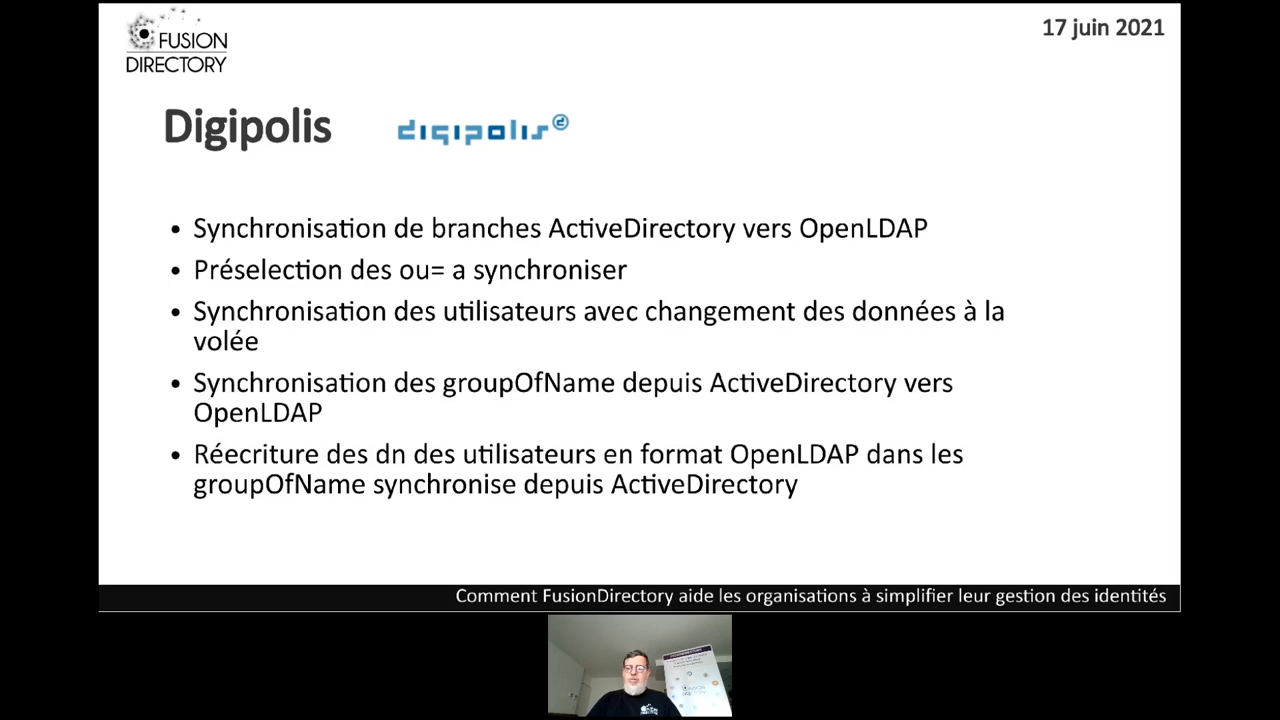 FUSION
DIRECTORY
17 juin 2021
Digipolis
digipolis
Synchronisation de branches ActiveDirectory vers OpenLDAP
Préselection des ou= a synchroniser
Synchronisation des utilisateurs avec changement des données à la
volée
Synchronisation des groupOfName depuis ActiveDirectory vers
OpenLDAP
Réecriture des dn des utilisateurs en format OpenLDAP dans les
groupOfName synchronise depuis ActiveDirectory
Comment FusionDirectory aide les organisations à simplifier leur gestion des identités
FUSION
DIRECTORY